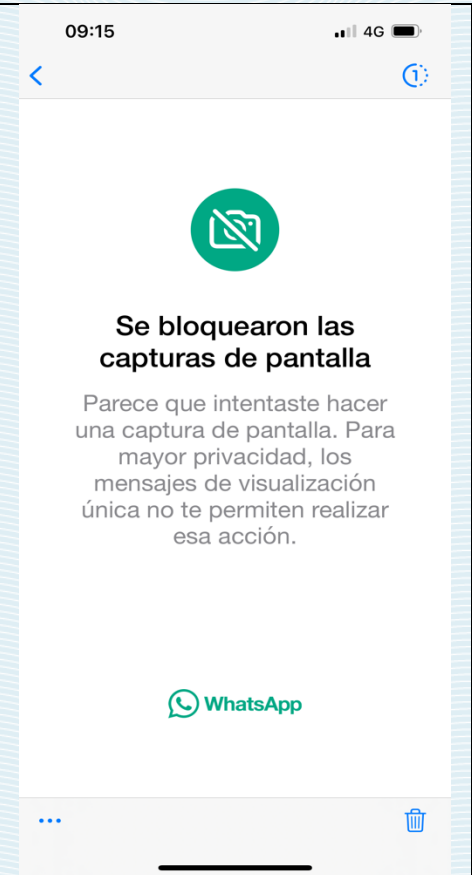 09:15
4G
1
Se bloquearon las
capturas de pantalla
Parece que intentaste hacer
una captura de pantalla. Para
mayor privacidad, los
mensajes de visualización
única no te permiten realizar
esa acción.
WhatsApp